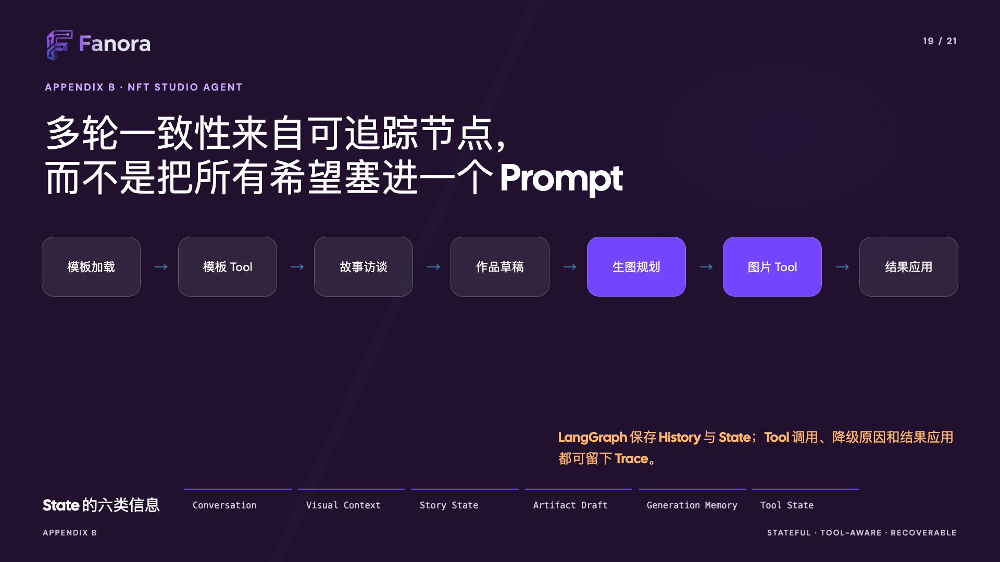 Fanora
19 / 21
APPENDIX B · NFT STUDIO AGENT
多轮一致性来自可追踪节点，
而不是把所有希望塞进一个 Prompt
模板加载 → 模板 Tool → 故事访谈 → 作品草稿 → 生图规划 → 图片 Tool → 结果应用
LangGraph 保存 History 与 State；Tool 调用、降级原因和结果应用
都可留下 Trace。
State 的六类信息 Conversation Visual Context Story State Artifact Draft Generation Memory Tool State
APPENDIX B
STATEFUL · TOOL-AWARE · RECOVERABLE